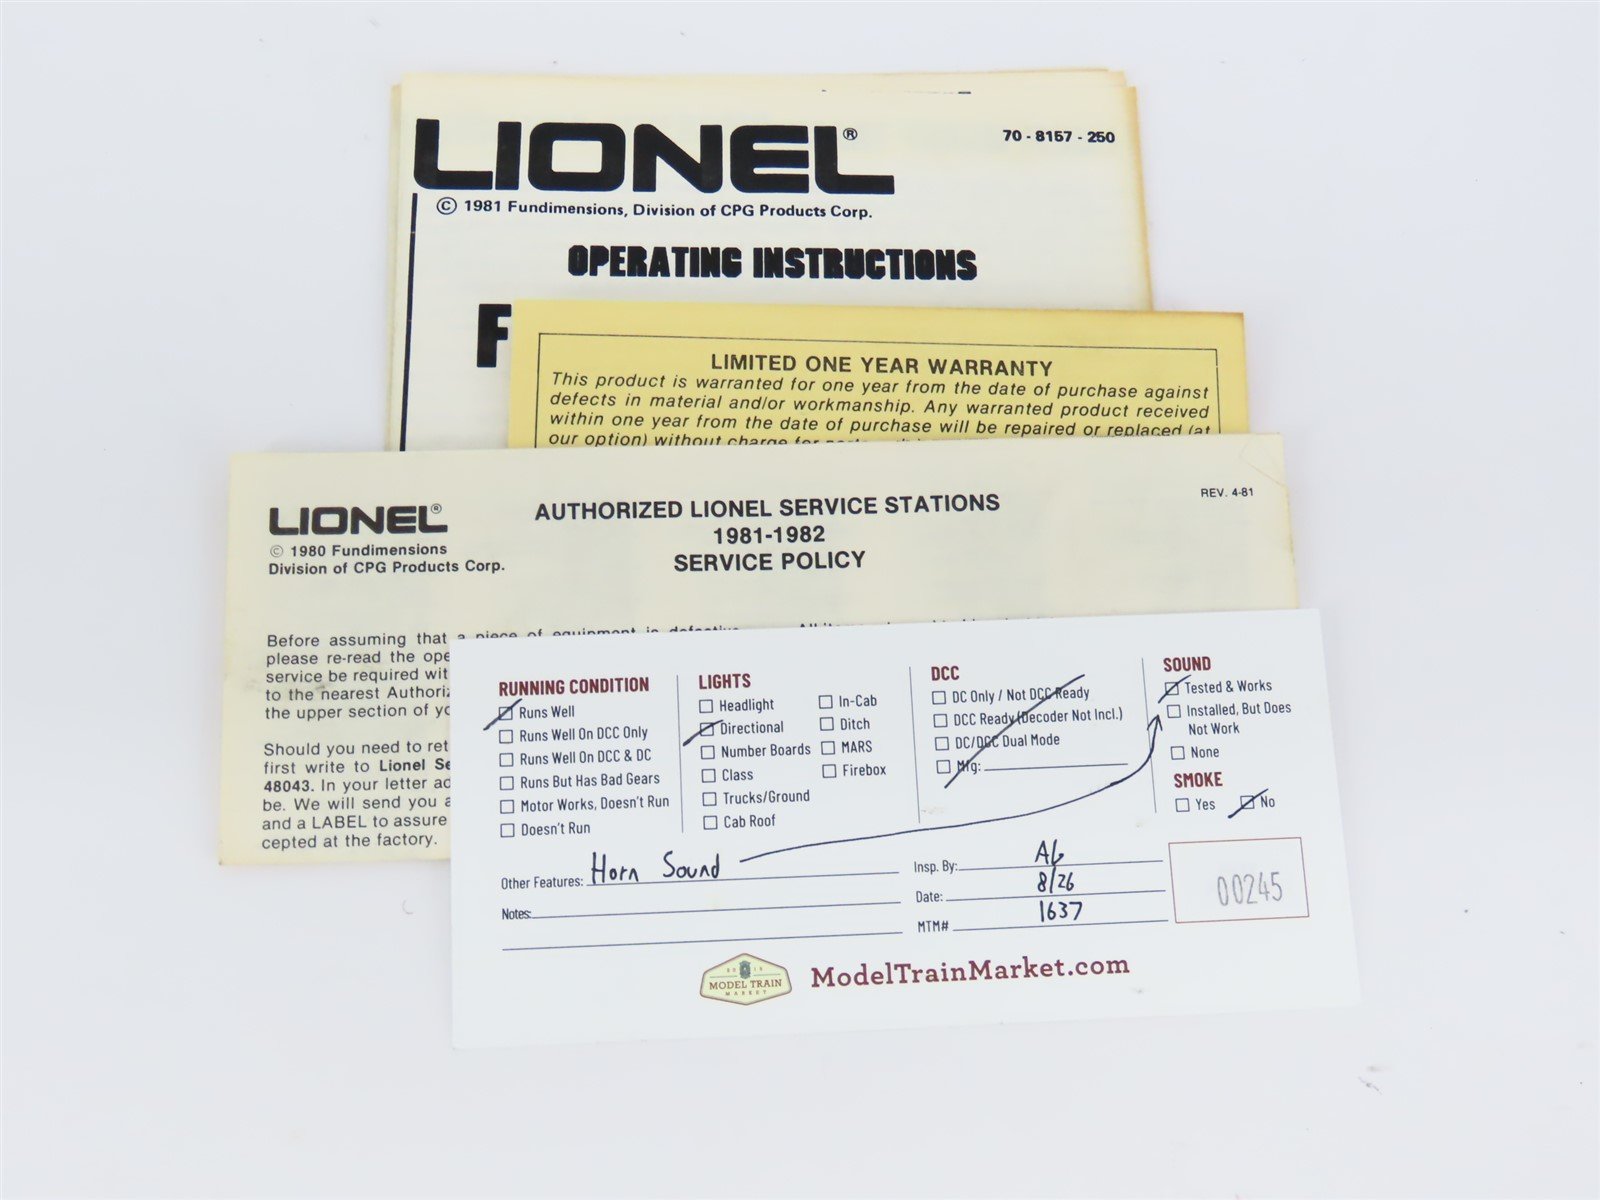 LIONEL®
70 - 8157 - 250
© 1981 Fundimensions, Division of CPG Products Corp.
OPERATING INSTRUCTIONS
F
LIMITED ONE YEAR WARRANTY
This product is warranted for one year from the date of purchase against
defects in material and/or workmanship. Any warranted product received
within one year from the date of purchase will be repaired or replaced (at
our option) without charge for
LIONEL®
© 1980 Fundimensions
Division of CPG Products Corp.
AUTHORIZED LIONEL SERVICE STATIONS
1981-1982
SERVICE POLICY
REV. 4-81
Before assuming that a piece of equipment is defective
please re-read the ope
service be required wit
to the nearest Authori
the upper section of yo
Should you need to ret
first write to Lionel Se
48043. In your letter ad
be. We will send you a
and a LABEL to assure
cepted at the factory.
RUNNING CONDITION
Runs Well
Runs Well On DCC Only
Runs Well On DCC & DC
Runs But Has Bad Gears
Motor Works, Doesn't Run
Doesn't Run
LIGHTS
Headlight
Directional
Number Boards
Class
Trucks/Ground
Cab Roof
In-Cab
Ditch
MARS
Firebox
DCC
DC Only / Not DCC Ready
DCC Ready (Decoder Not Incl.)
DC/DCC Dual Mode
Mfg:
SOUND
Tested & Works
Installed, But Does
Not Work
None
SMOKE
Yes No
Other Features: Horn Sound
Notes:
Insp. By: AG
Date: 8/26
MTM# 1637
00245
2015
MODEL TRAIN
MARKET
ModelTrainMarket.com